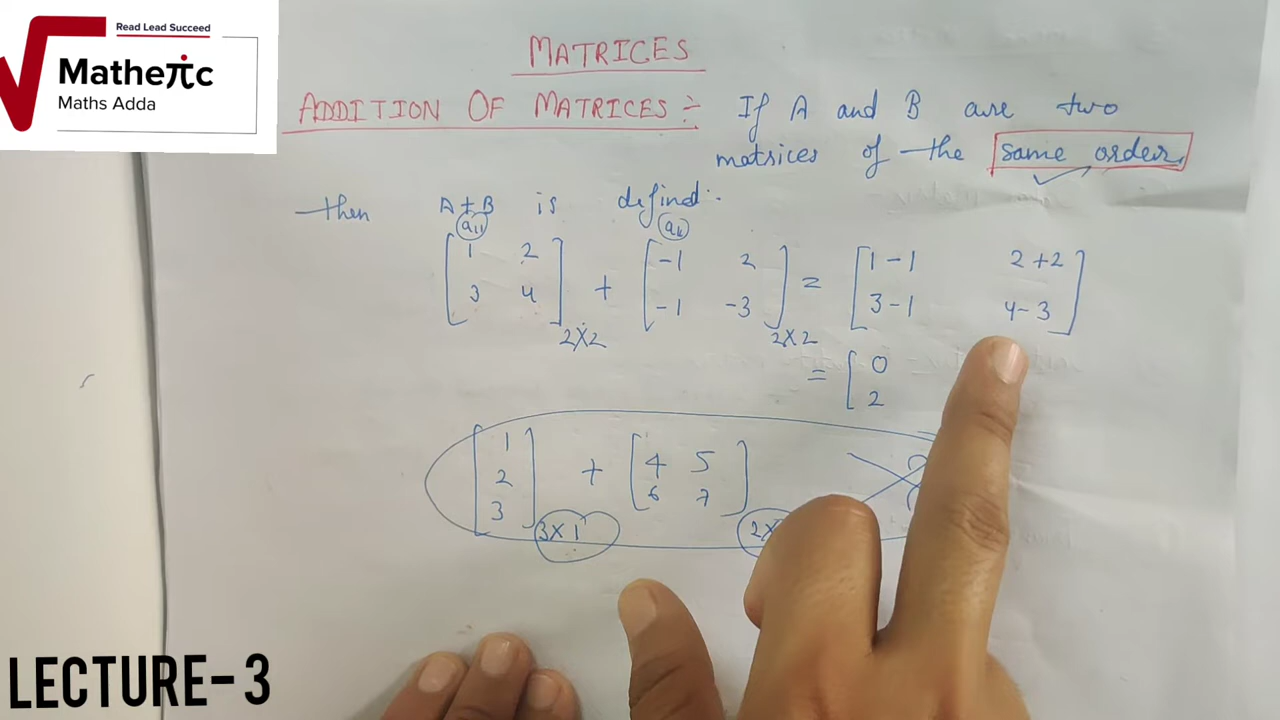 Read Lead Succeed
Matheπc
Maths Adda
MATRICES
ADDITION OF MATRICES :- If A and B are two
matrices of the same order.
then A+B is defined.
a11 a11
[1 2 3 4] 2X2 + [-1 2 -1 -3] 2X2 = [1-1 2+2 3-1 4-3]
= [0 2
[1 2 3] 3X1 + [4 5 6 7] 2X
LECTURE-3